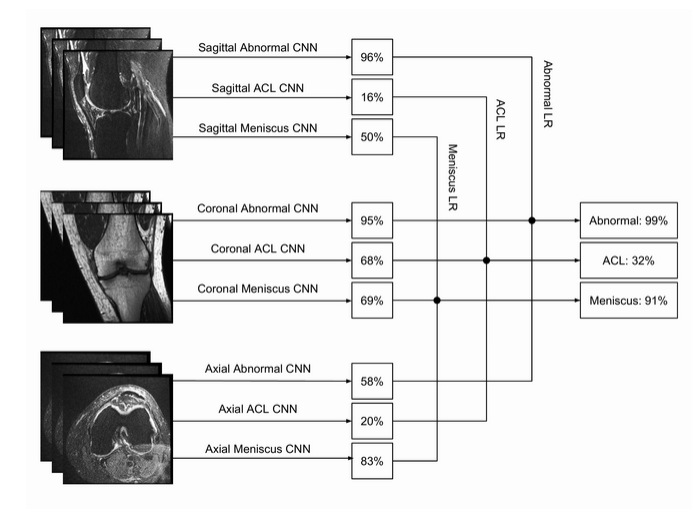 Sagittal Abnormal CNN
96%
Sagittal ACL CNN
16%
Sagittal Meniscus CNN
50%
Abnormal LR
ACL LR
Meniscus LR
Coronal Abnormal CNN
95%
Abnormal: 99%
Coronal ACL CNN
68%
ACL: 32%
Coronal Meniscus CNN
69%
Meniscus: 91%
Axial Abnormal CNN
58%
Axial ACL CNN
20%
Axial Meniscus CNN
83%